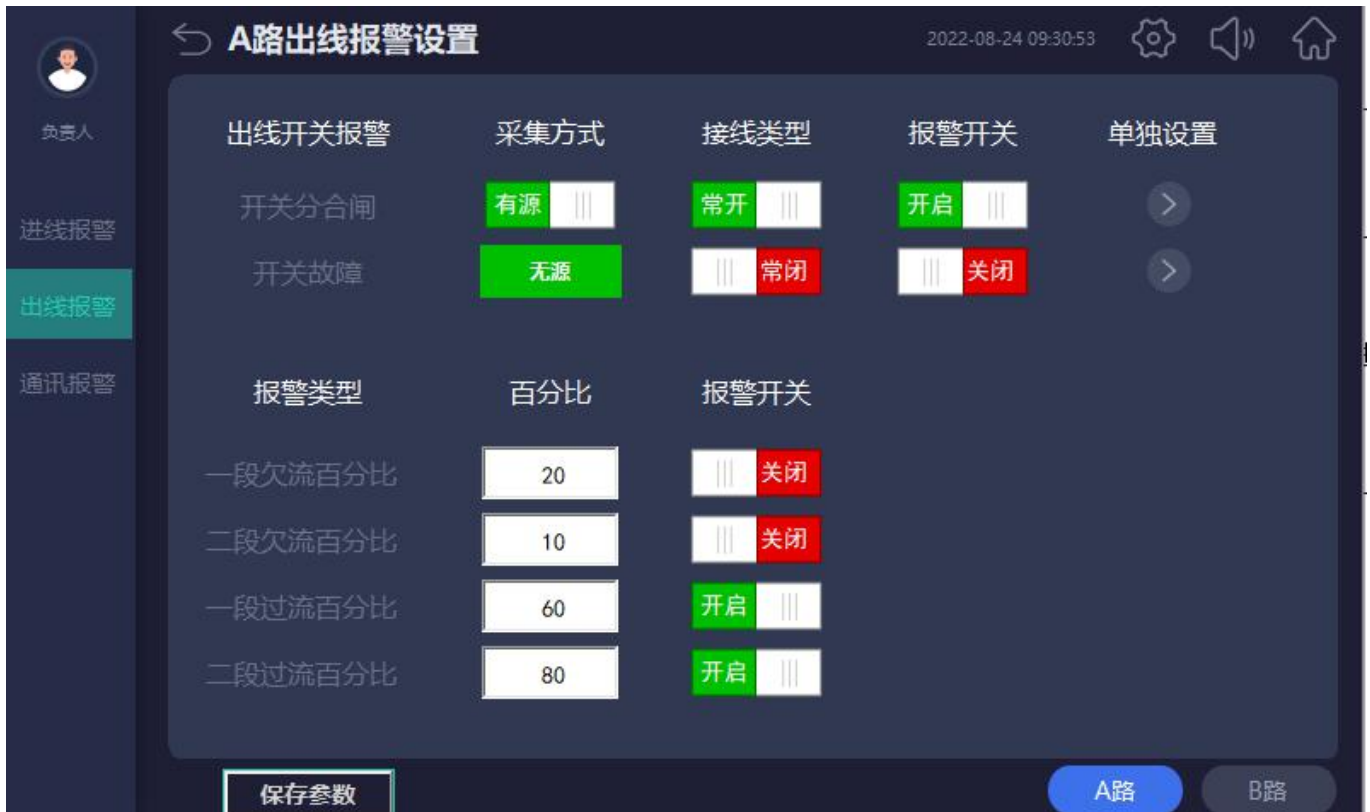 A路出线报警设置
2022-08-24 09:30:53
负责人
进线报警
出线报警
通讯报警
出线开关报警 采集方式 接线类型 报警开关 单独设置
开关分合闸 有源 常开 开启
开关故障 无源 常闭 关闭
报警类型 百分比 报警开关
一段欠流百分比 20 关闭
二段欠流百分比 10 关闭
一段过流百分比 60 开启
二段过流百分比 80 开启
保存参数 A路 B路